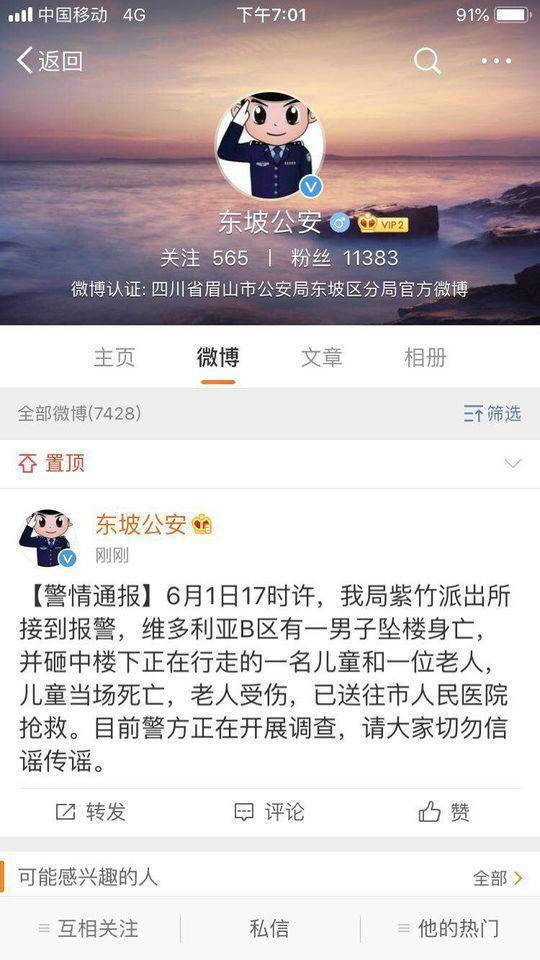 中国移动 4G 下午7:01 91%
返回
东坡公安 VIP2
关注 565 | 粉丝 11383
微博认证: 四川省眉山市公安局东坡区分局官方微博
主页 微博 文章 相册
全部微博(7428) 筛选
置顶
东坡公安
刚刚
【警情通报】6月1日17时许，我局紫竹派出所
接到报警，维多利亚B区有一男子坠楼身亡，
并砸中楼下正在行走的一名儿童和一位老人，
儿童当场死亡，老人受伤，已送往市人民医院
抢救。目前警方正在开展调查，请大家切勿信
谣传谣。
转发 评论 赞
可能感兴趣的人 全部
互相关注 私信 他的热门